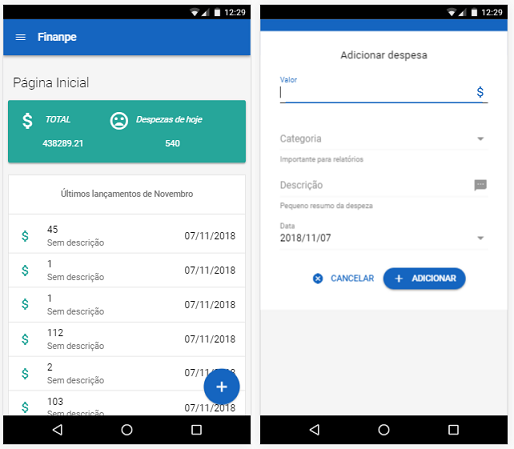 12:29
Finanpe
Página Inicial
TOTAL
438289.21
Despezas de hoje
540
Últimos lançamentos de Novembro
45
Sem descrição
07/11/2018
1
Sem descrição
07/11/2018
1
Sem descrição
07/11/2018
112
Sem descrição
07/11/2018
2
Sem descrição
07/11/
103
Sem descrição
07/11/2018
12:29
Adicionar despesa
Valor
Categoria
Importante para relatórios
Descrição
Pequeno resumo da despeza
Data
2018/11/07
CANCELAR
ADICIONAR